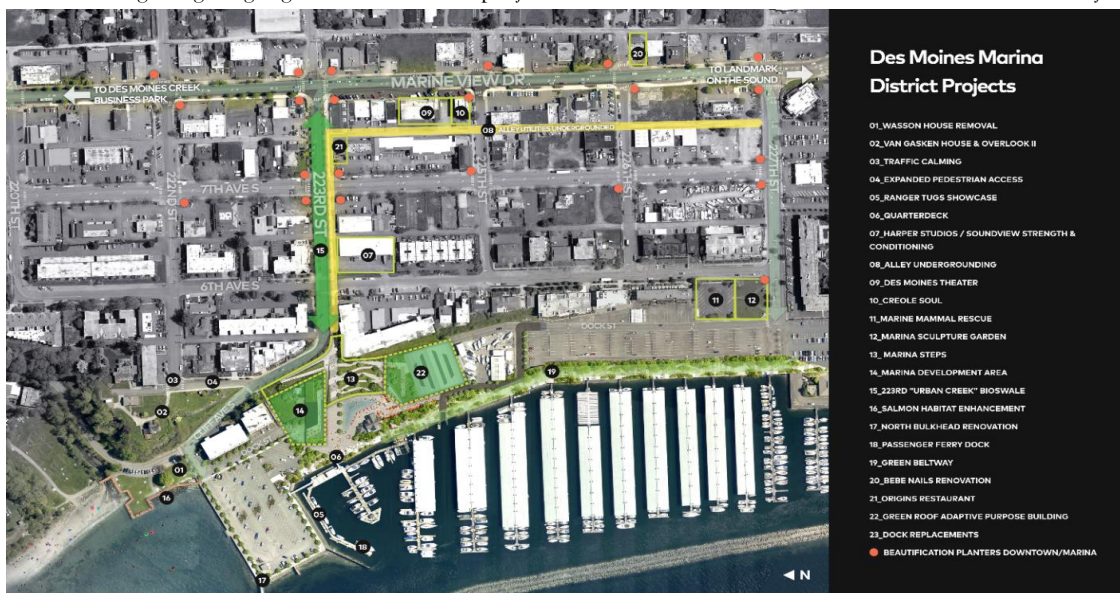 TO DES MOINES CREEK
BUSINESS PARK
MARINE VIEW DR.
TO LANDMARK
ON THE SOUND
20
09
10
08 ALLEY UTILITIES UNDERGROUNDED
21
223RD ST
222ND ST
225TH ST
226TH ST
227TH ST
7TH AVE S
15
07
6TH AVE S
11
12
DOCK ST
03
04
13
22
19
02
14
01
06
16
05
18
17
N
Des Moines Marina
District Projects
01_WASSON HOUSE REMOVAL
02_VAN GASKEN HOUSE & OVERLOOK II
03_TRAFFIC CALMING
04_EXPANDED PEDESTRIAN ACCESS
05_RANGER TUGS SHOWCASE
06_QUARTERDECK
07_HARPER STUDIOS / SOUNDVIEW STRENGTH &
CONDITIONING
08_ALLEY UNDERGROUNDING
09_DES MOINES THEATER
10_CREOLE SOUL
11_MARINE MAMMAL RESCUE
12_MARINA SCULPTURE GARDEN
13_ MARINA STEPS
14_MARINA DEVELOPMENT AREA
15_223RD "URBAN CREEK" BIOSWALE
16_SALMON HABITAT ENHANCEMENT
17_NORTH BULKHEAD RENOVATION
18_PASSENGER FERRY DOCK
19_GREEN BELTWAY
20_BEBE NAILS RENOVATION
21_ORIGINS RESTAURANT
22_GREEN ROOF ADAPTIVE PURPOSE BUILDING
23_DOCK REPLACEMENTS
BEAUTIFICATION PLANTERS DOWNTOWN/MARINA